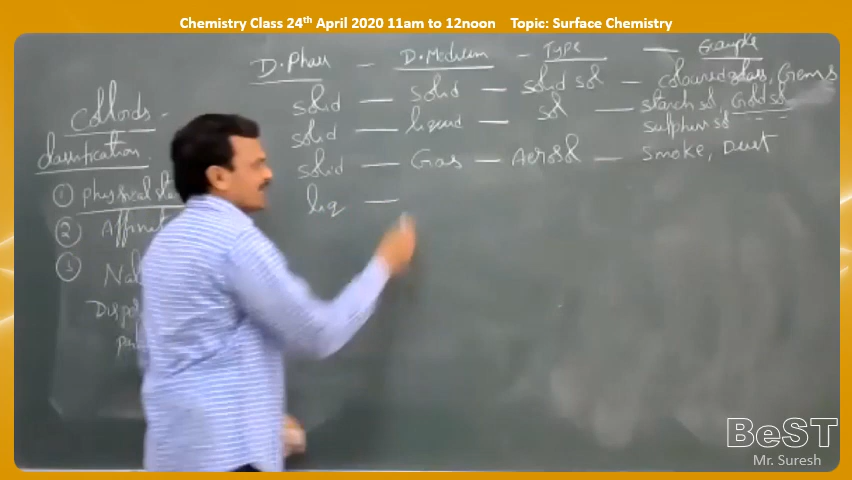 Chemistry Class 24th April 2020 11am to 12noon Topic: Surface Chemistry
D. Phase – D. Medium – Type — Example
solid — solid — solid sol — coloured glass, Gems
solid — liquid — sol — starch sol, Gold sol
sulphur sol
solid — Gas — Aerosol — Smoke, Dust
liq —
Colloids -
classification
① Physical
②
③
BeST
Mr. Suresh